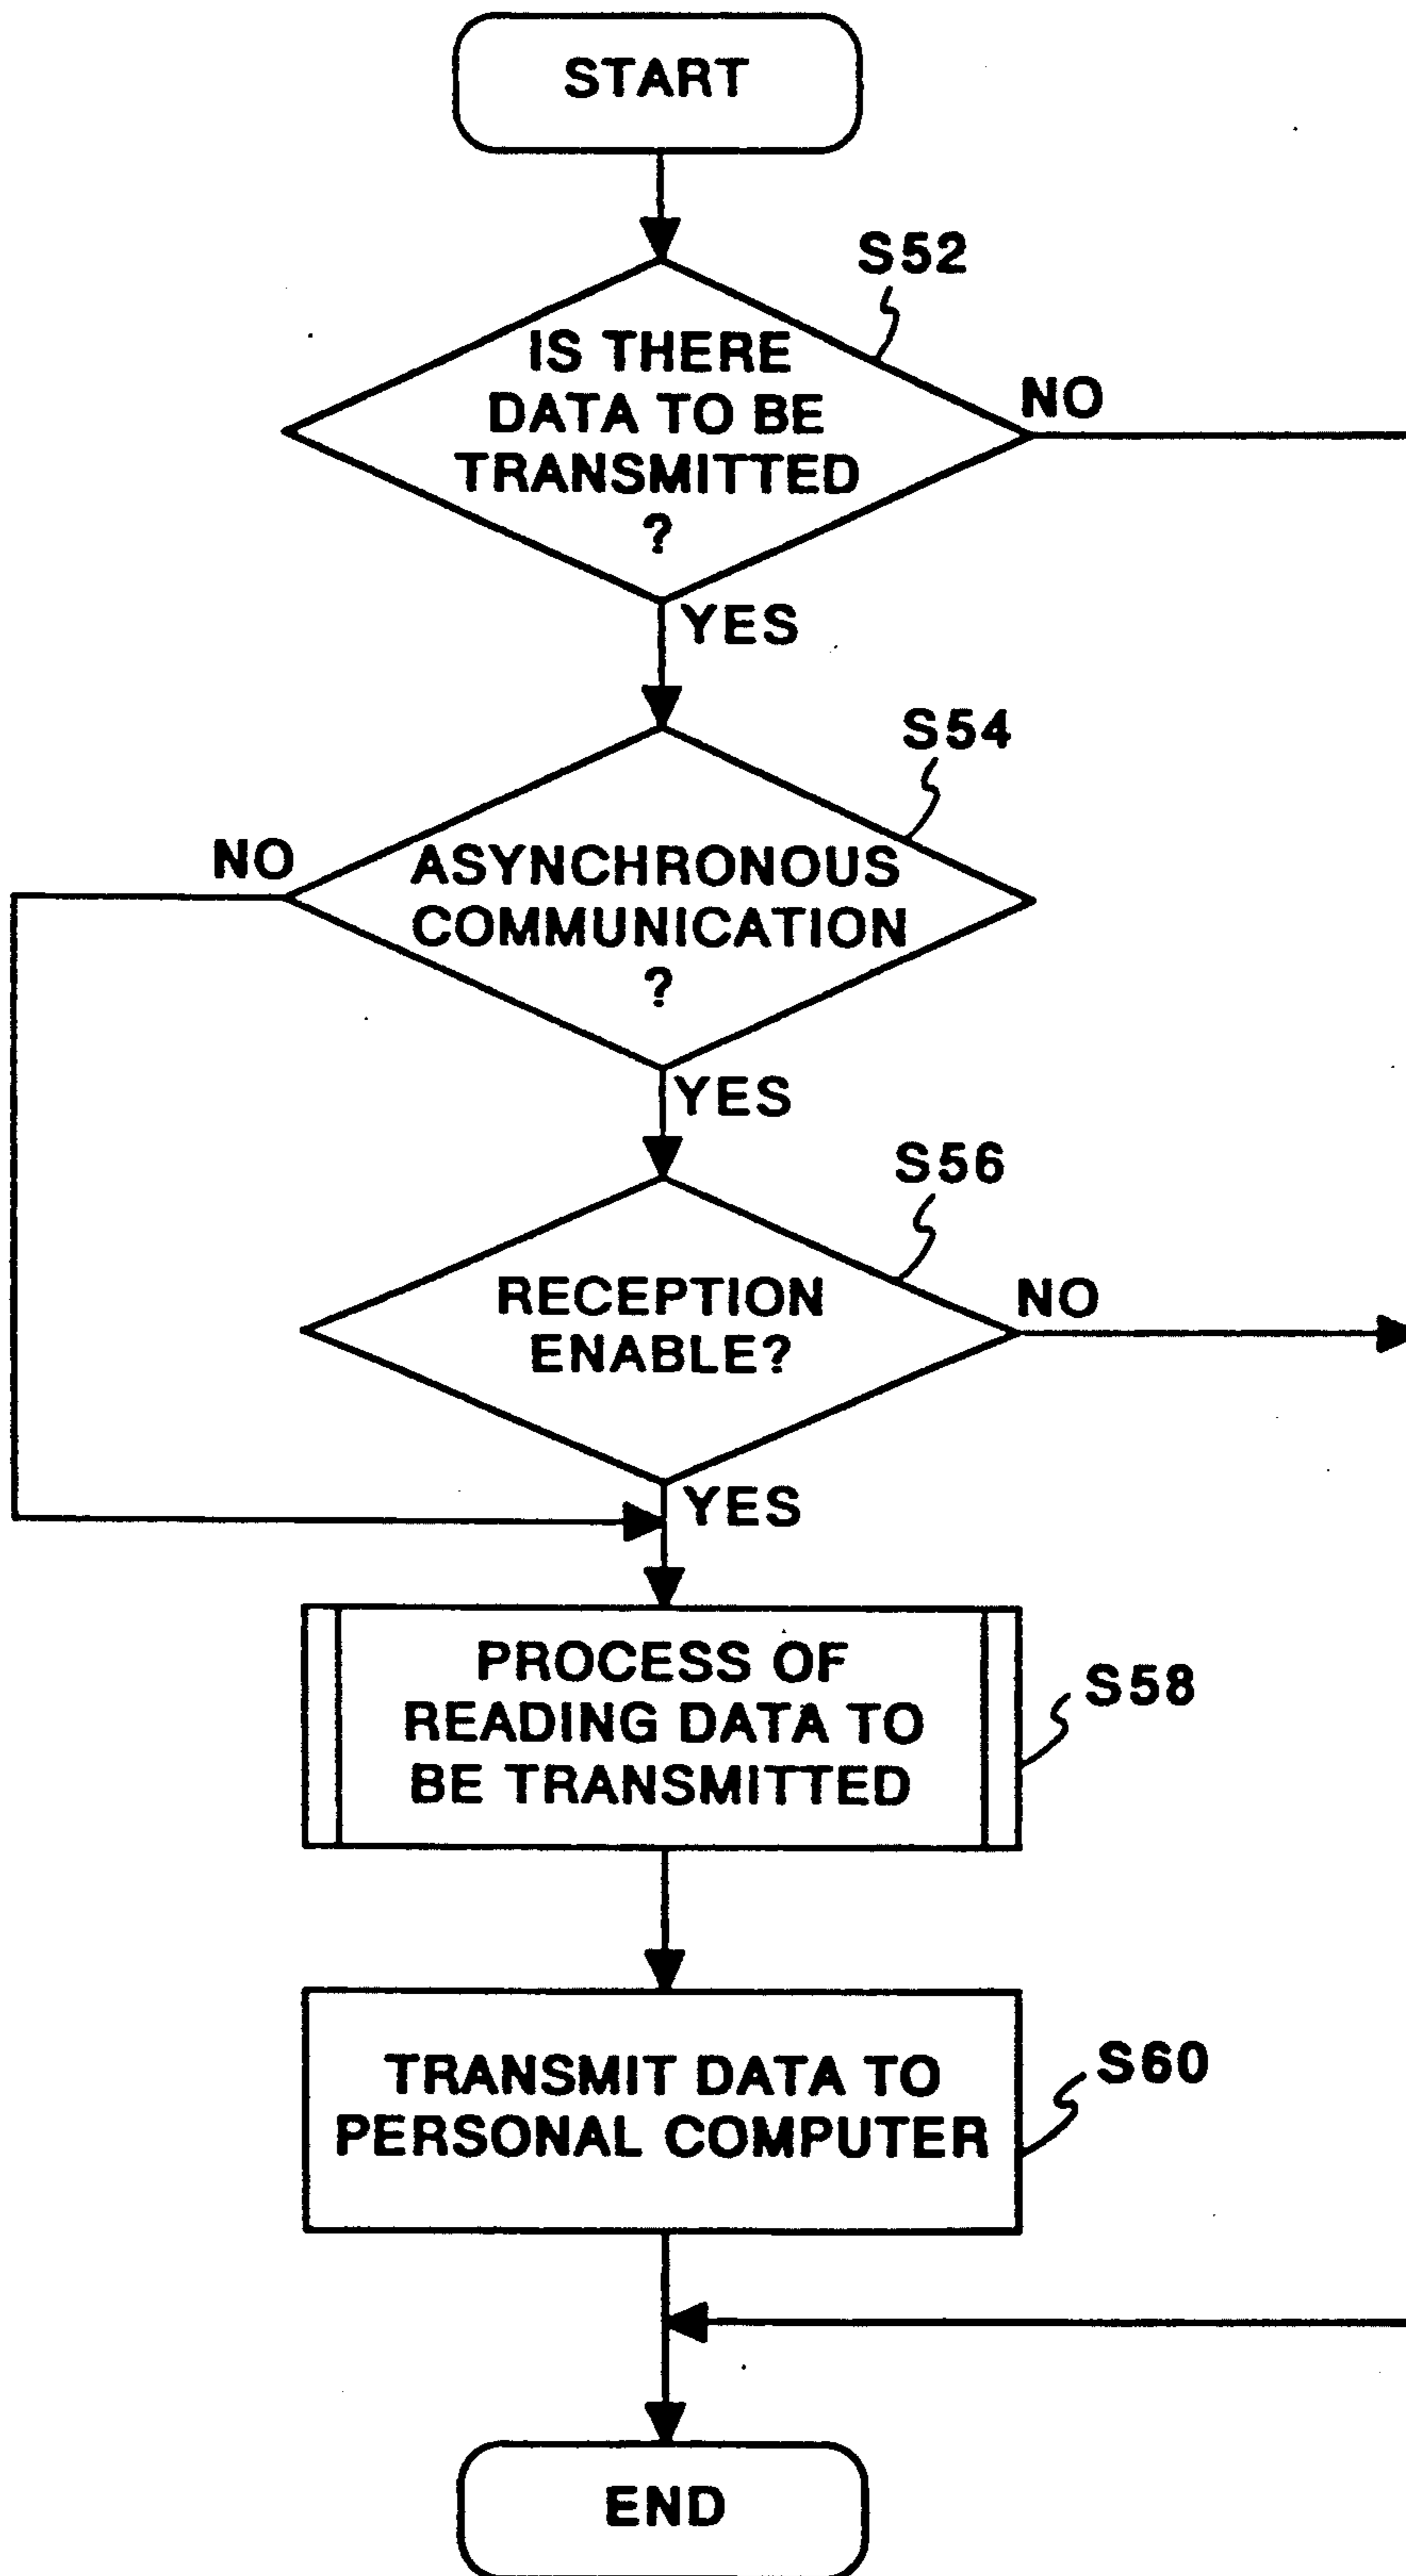 START
S52
IS THERE
DATA TO BE
TRANSMITTED
?
NO
YES
S54
NO
ASYNCHRONOUS
COMMUNICATION
?
YES
S56
RECEPTION
ENABLE?
NO
YES
PROCESS OF
READING DATA TO
BE TRANSMITTED
S58
TRANSMIT DATA TO
PERSONAL COMPUTER
S60
END